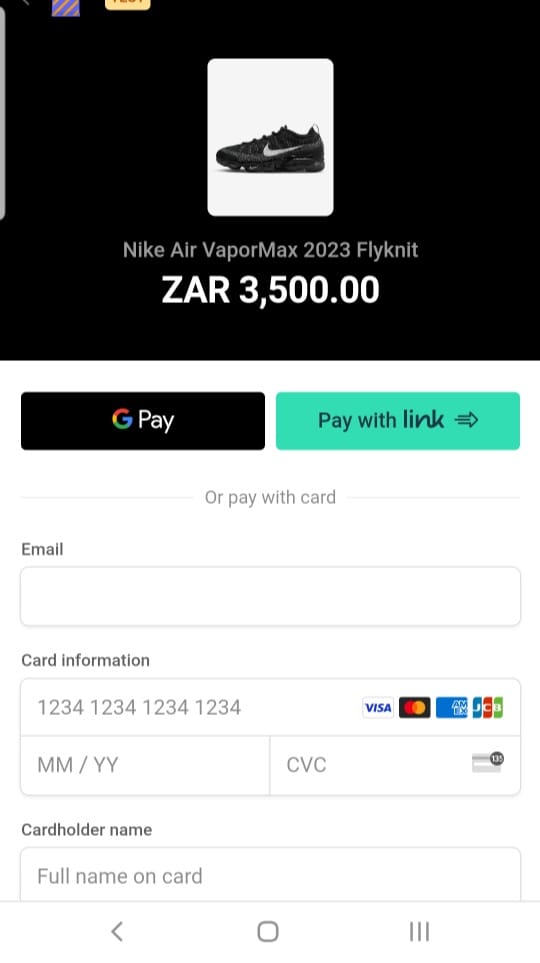 Nike Air VaporMax 2023 Flyknit
ZAR 3,500.00
G Pay
Pay with link
Or pay with card
Email
Card information
1234 1234 1234 1234
VISA
AMEX
JCB
MM / YY
CVC
135
Cardholder name
Full name on card